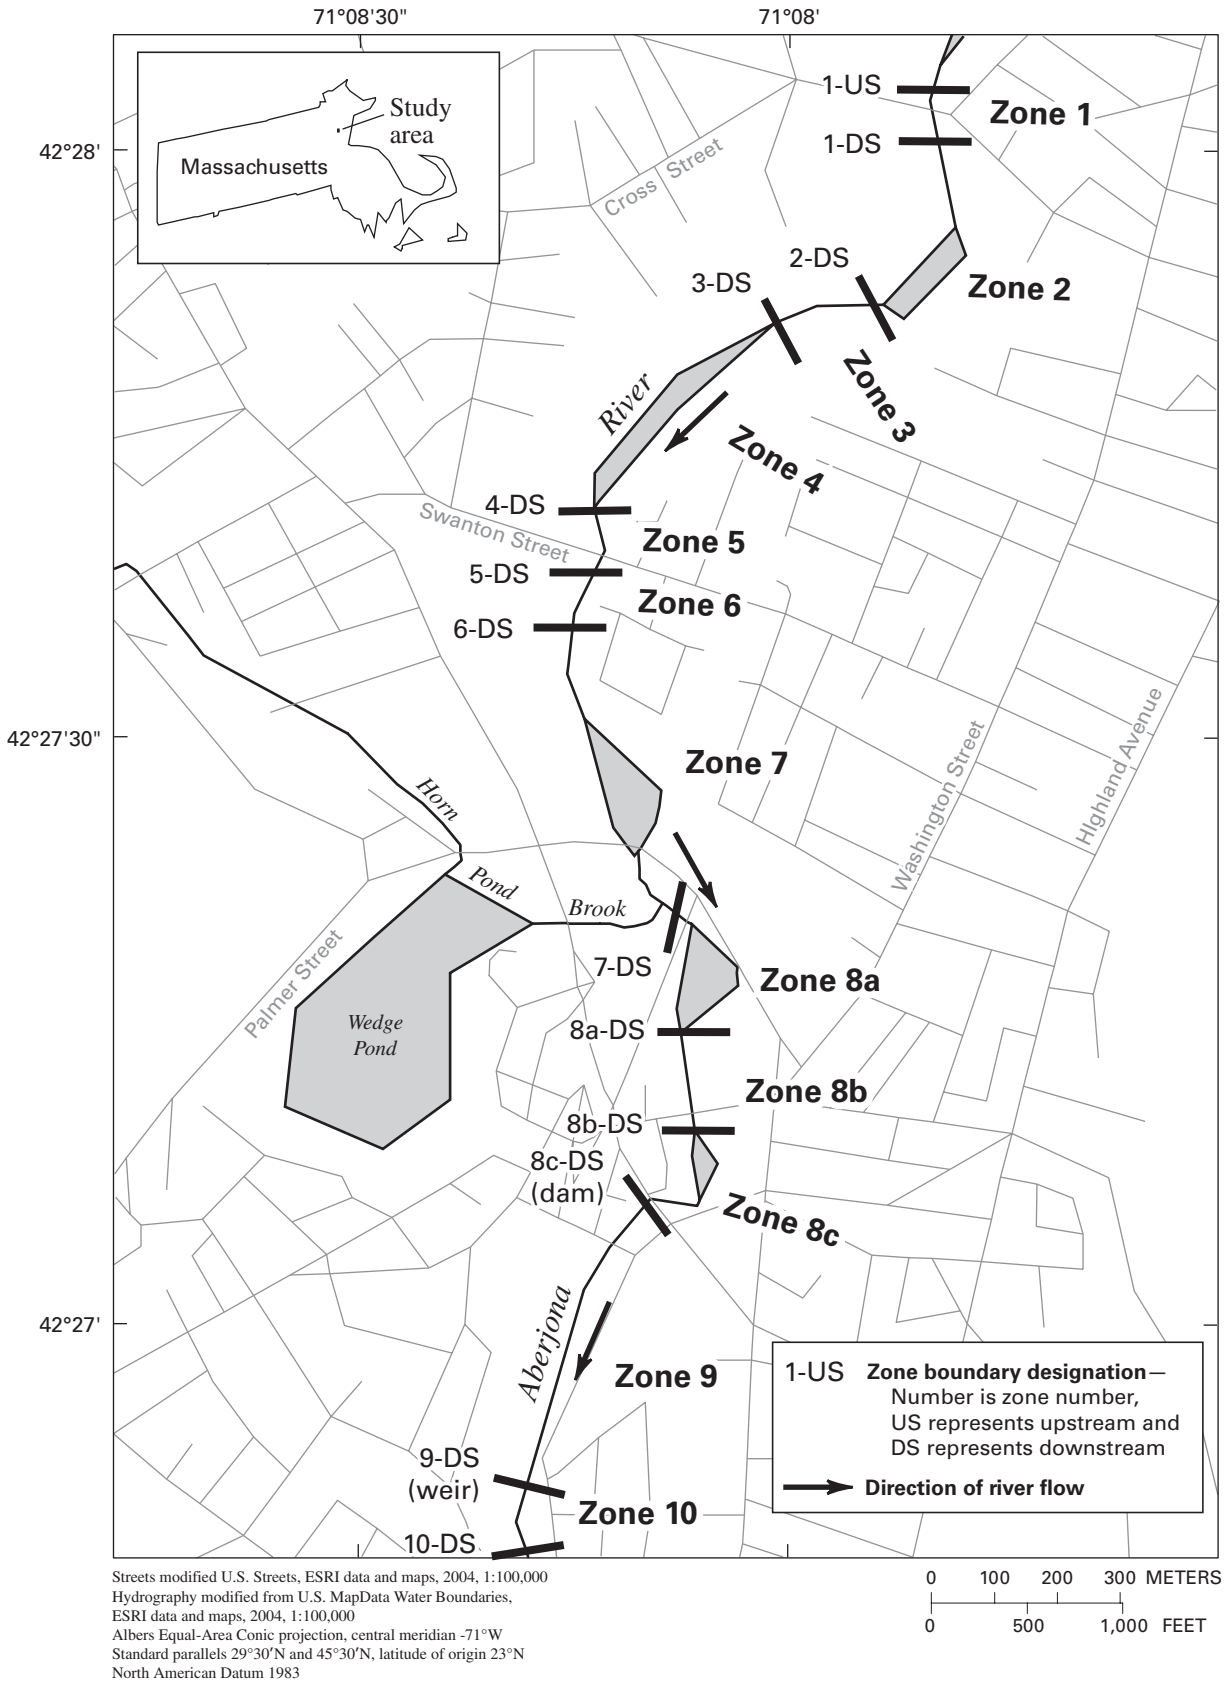 71°08'30"
71°08'
1-US
Zone 1
Study
area
42°28'
1-DS
Massachusetts
Cross Street
2-DS
3-DS
Zone 2
River
Zone 3
Zone 4
4-DS
Swanton Street
Zone 5
5-DS
Zone 6
6-DS
42°27'30"
Zone 7
Horn
Washington Street
HIghland Avenue
Pond
Brook
Palmer Street
7-DS
Zone 8a
Wedge
Pond
8a-DS
Zone 8b
8b-DS
8c-DS
(dam)
Zone 8c
42°27'
Aberjona
Zone 9
1-US Zone boundary designation—
Number is zone number,
US represents upstream and
DS represents downstream
Direction of river flow
9-DS
(weir)
Zone 10
10-DS
Streets modified U.S. Streets, ESRI data and maps, 2004, 1:100,000
Hydrography modified from U.S. MapData Water Boundaries,
ESRI data and maps, 2004, 1:100,000
Albers Equal-Area Conic projection, central meridian -71°W
Standard parallels 29°30′N and 45°30′N, latitude of origin 23°N
North American Datum 1983
0 100 200 300 METERS
0 500 1,000 FEET